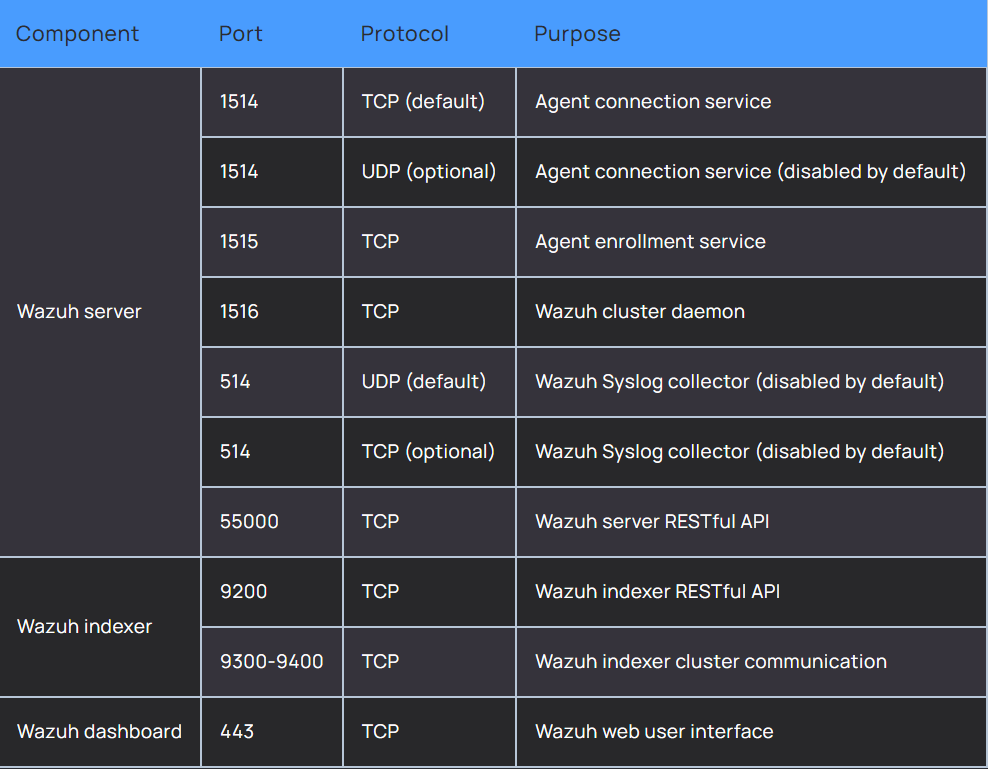 Component Port Protocol Purpose
1514 TCP (default) Agent connection service
1514 UDP (optional) Agent connection service (disabled by default)
1515 TCP Agent enrollment service
Wazuh server 1516 TCP Wazuh cluster daemon
514 UDP (default) Wazuh Syslog collector (disabled by default)
514 TCP (optional) Wazuh Syslog collector (disabled by default)
55000 TCP Wazuh server RESTful API
9200 TCP Wazuh indexer RESTful API
Wazuh indexer
9300-9400 TCP Wazuh indexer cluster communication
Wazuh dashboard 443 TCP Wazuh web user interface